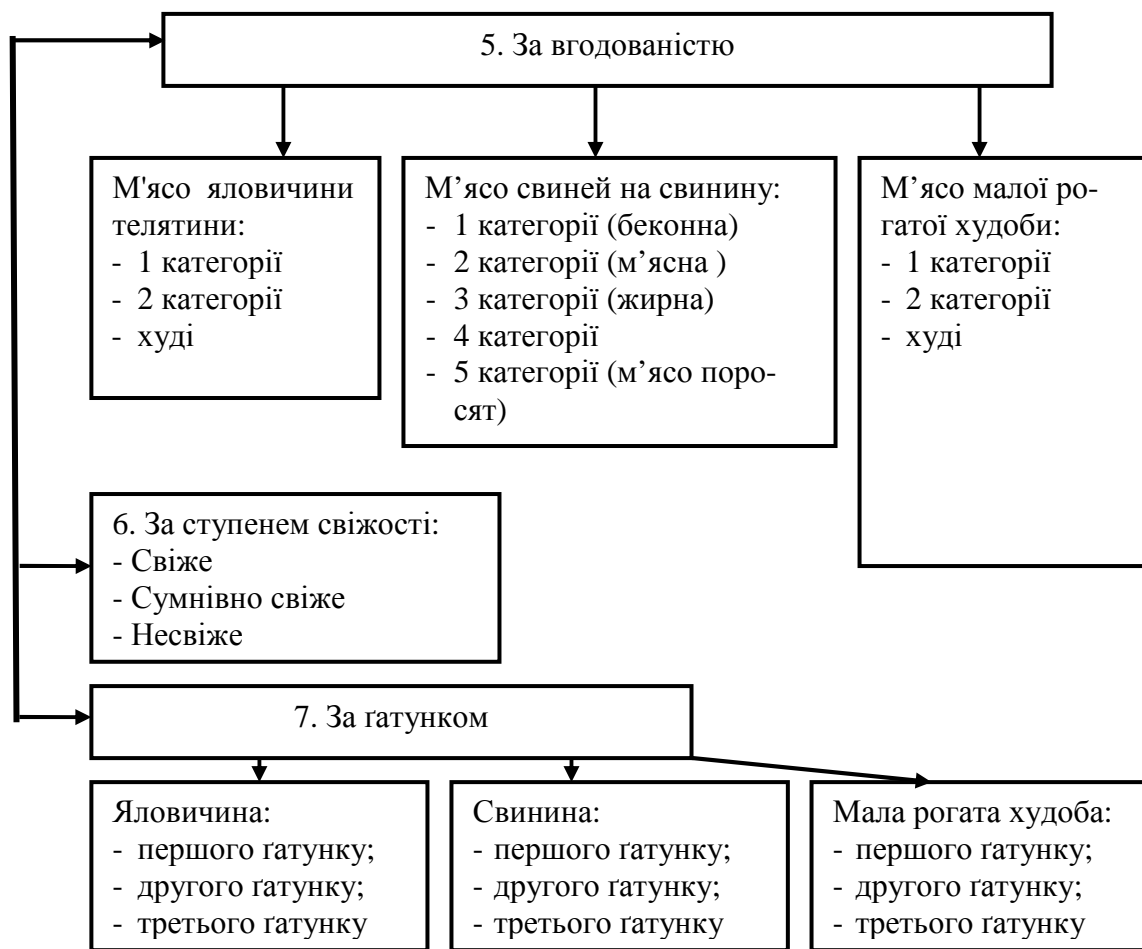 5. За вгодованістю
М'ясо яловичини
телятини:
- 1 категорії
- 2 категорії
- худі
М’ясо свиней на свинину:
- 1 категорії (беконна)
- 2 категорії (м’ясна )
- 3 категорії (жирна)
- 4 категорії
- 5 категорії (м’ясо поро-
сят)
М’ясо малої ро-
гатої худоби:
- 1 категорії
- 2 категорії
- худі
6. За ступенем свіжості:
- Свіже
- Сумнівно свіже
- Несвіже
7. За ґатунком
Яловичина:
- першого ґатунку;
- другого ґатунку;
- третього ґатунку
Свинина:
- першого ґатунку;
- другого ґатунку;
- третього ґатунку
Мала рогата худоба:
- першого ґатунку;
- другого ґатунку;
- третього ґатунку